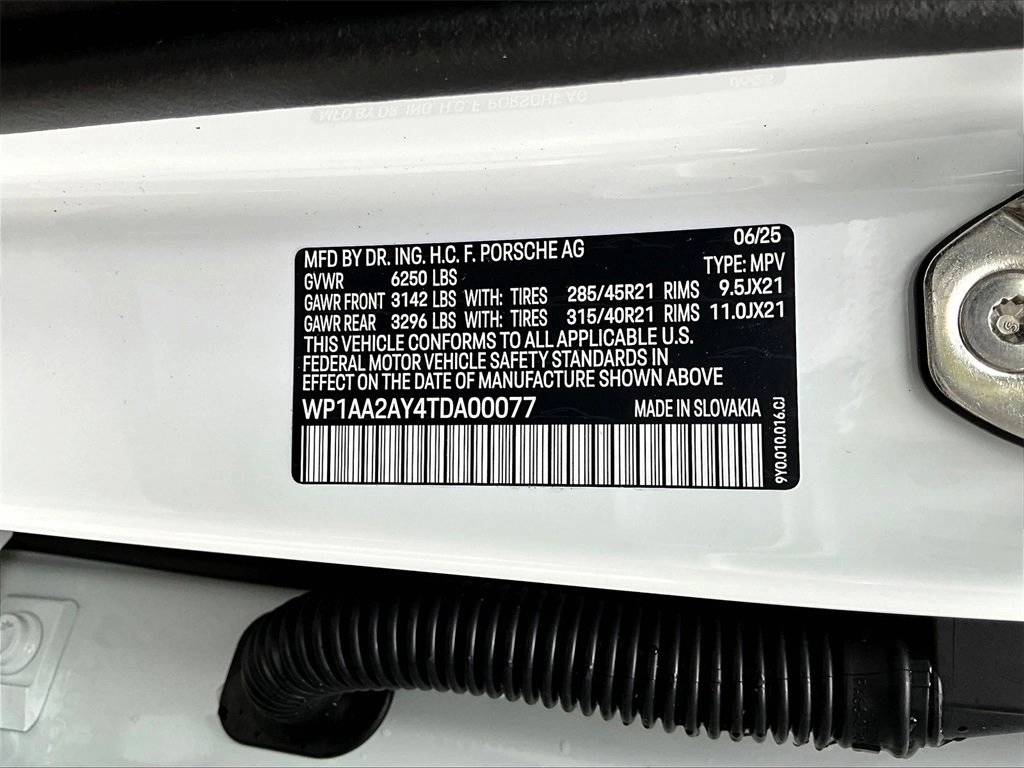 MFD BY DR. ING. H.C. F. PORSCHE AG 06/25
GVWR 6250 LBS TYPE: MPV
GAWR FRONT 3142 LBS WITH: TIRES 285/45R21 RIMS 9.5JX21
GAWR REAR 3296 LBS WITH: TIRES 315/40R21 RIMS 11.0JX21
THIS VEHICLE CONFORMS TO ALL APPLICABLE U.S.
FEDERAL MOTOR VEHICLE SAFETY STANDARDS IN
EFFECT ON THE DATE OF MANUFACTURE SHOWN ABOVE
WP1AA2AY4TDA00077 MADE IN SLOVAKIA
9Y0.010.016.CJ